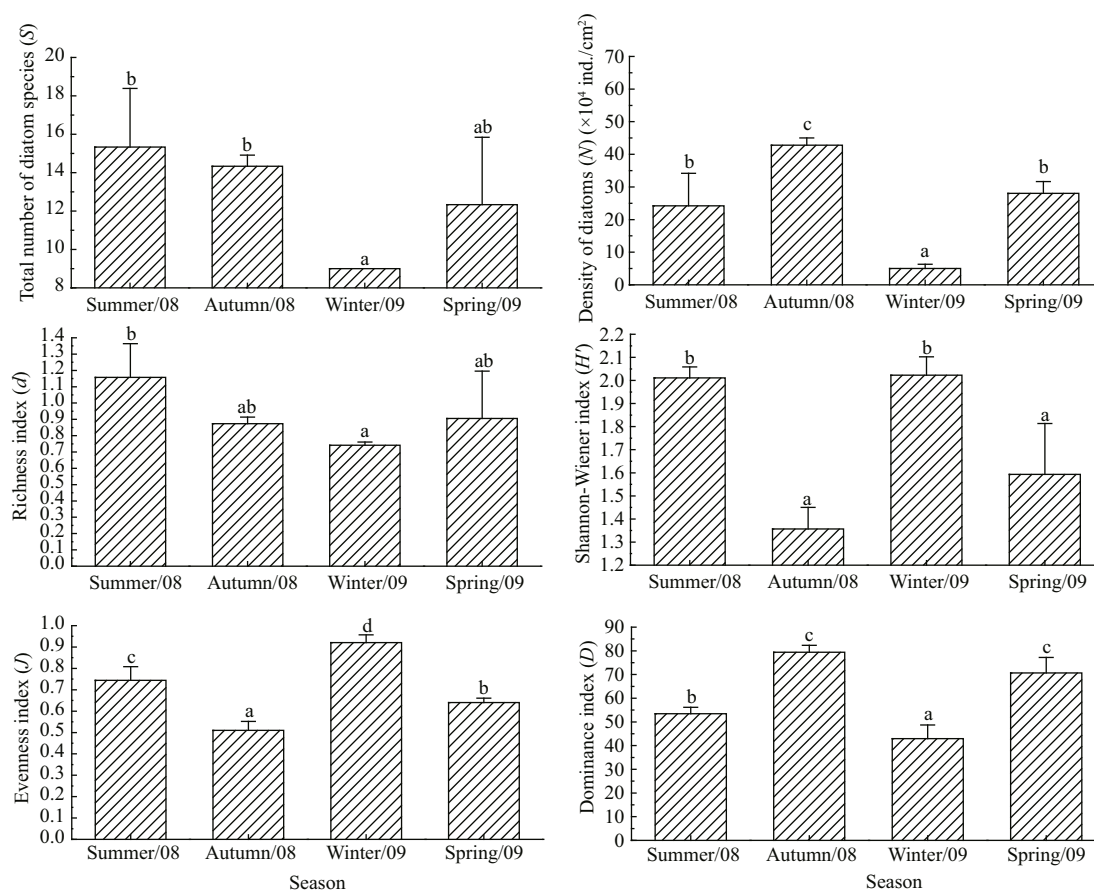 Total number of diatom species (S)
20
18
16
14
12
10
8
b
b
a
ab
Summer/08 Autumn/08 Winter/09 Spring/09
Density of diatoms (N) (×10⁴ ind./cm²)
70
60
50
40
30
20
10
0
b
c
a
b
Summer/08 Autumn/08 Winter/09 Spring/09
Richness index (d)
1.4
1.3
1.2
1.1
1.0
0.9
0.8
0.7
0.6
0.5
0.4
0.3
0.2
0.1
0.0
b
ab
a
ab
Summer/08 Autumn/08 Winter/09 Spring/09
Shannon-Wiener index (H′)
2.2
2.1
2.0
1.9
1.8
1.7
1.6
1.5
1.4
1.3
1.2
b
a
b
a
Summer/08 Autumn/08 Winter/09 Spring/09
Evenness index (J)
1.0
0.9
0.8
0.7
0.6
0.5
0.4
0.3
0.2
0.1
0.0
c
a
d
b
Summer/08 Autumn/08 Winter/09 Spring/09
Season
Dominance index (D)
90
80
70
60
50
40
30
20
10
0
b
c
a
c
Summer/08 Autumn/08 Winter/09 Spring/09
Season